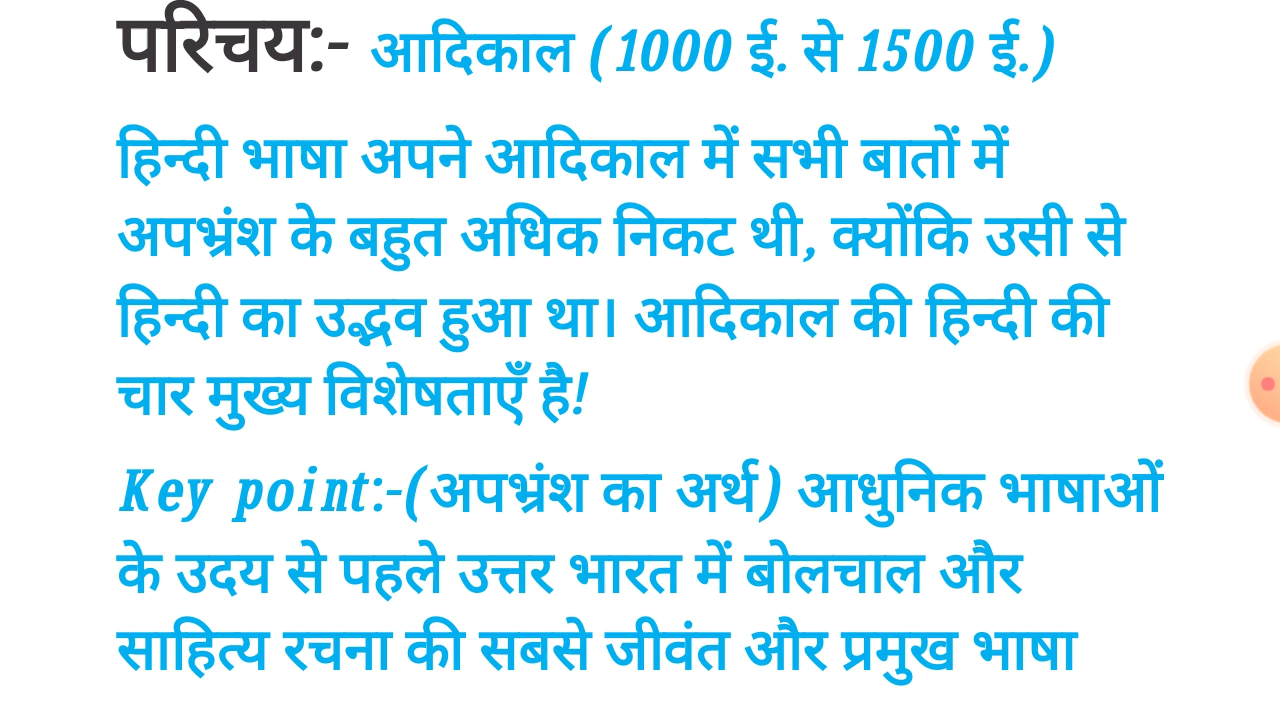 परिचय:- आदिकाल (1000 ई. से 1500 ई.)
हिन्दी भाषा अपने आदिकाल में सभी बातों में
अपभ्रंश के बहुत अधिक निकट थी, क्योंकि उसी से
हिन्दी का उद्भव हुआ था। आदिकाल की हिन्दी की
चार मुख्य विशेषताएँ है!
Key point:-(अपभ्रंश का अर्थ) आधुनिक भाषाओं
के उदय से पहले उत्तर भारत में बोलचाल और
साहित्य रचना की सबसे जीवंत और प्रमुख भाषा